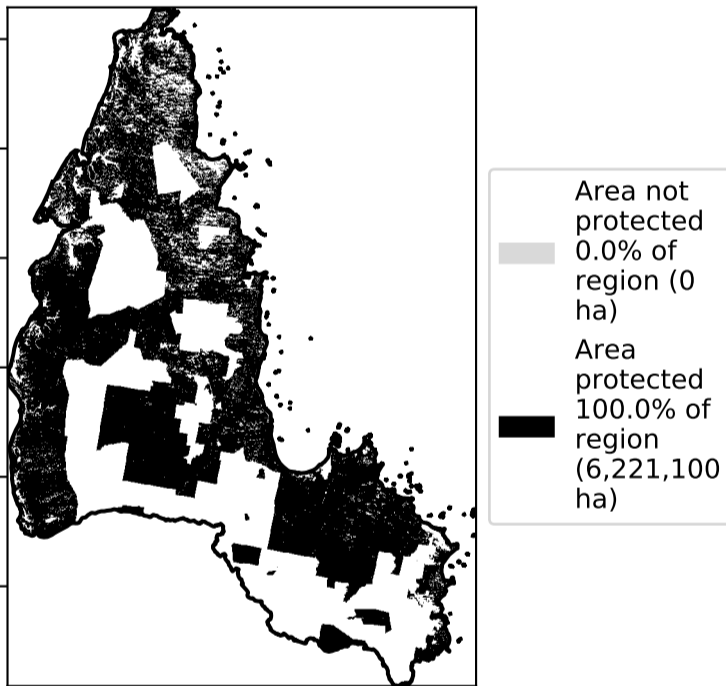 Area not
protected
0.0% of
region (0
ha)
Area
protected
100.0% of
region
(6,221,100
ha)